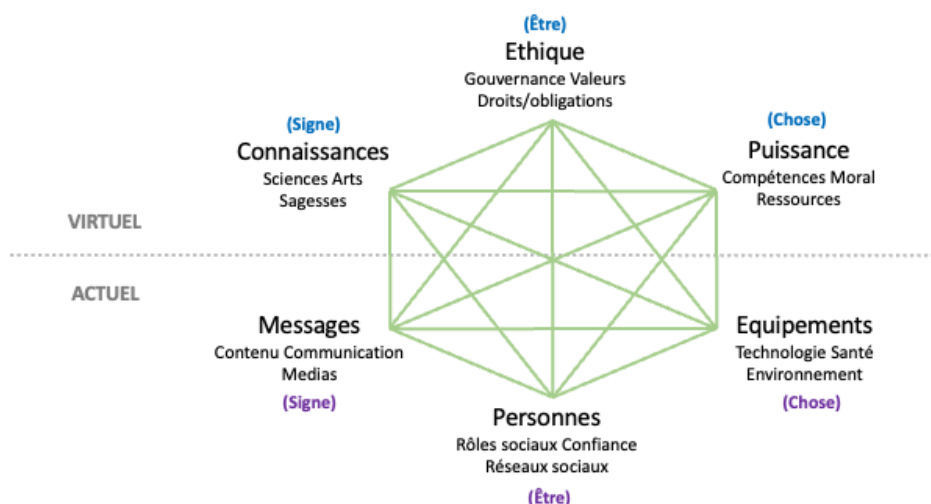 (Être)
Ethique
Gouvernance Valeurs
Droits/obligations
(Signe)
Connaissances
Sciences Arts
Sagesses
(Chose)
Puissance
Compétences Moral
Ressources
VIRTUEL
ACTUEL
Messages
Contenu Communication
Medias
(Signe)
Equipements
Technologie Santé
Environnement
(Chose)
Personnes
Rôles sociaux Confiance
Réseaux sociaux
(Être)